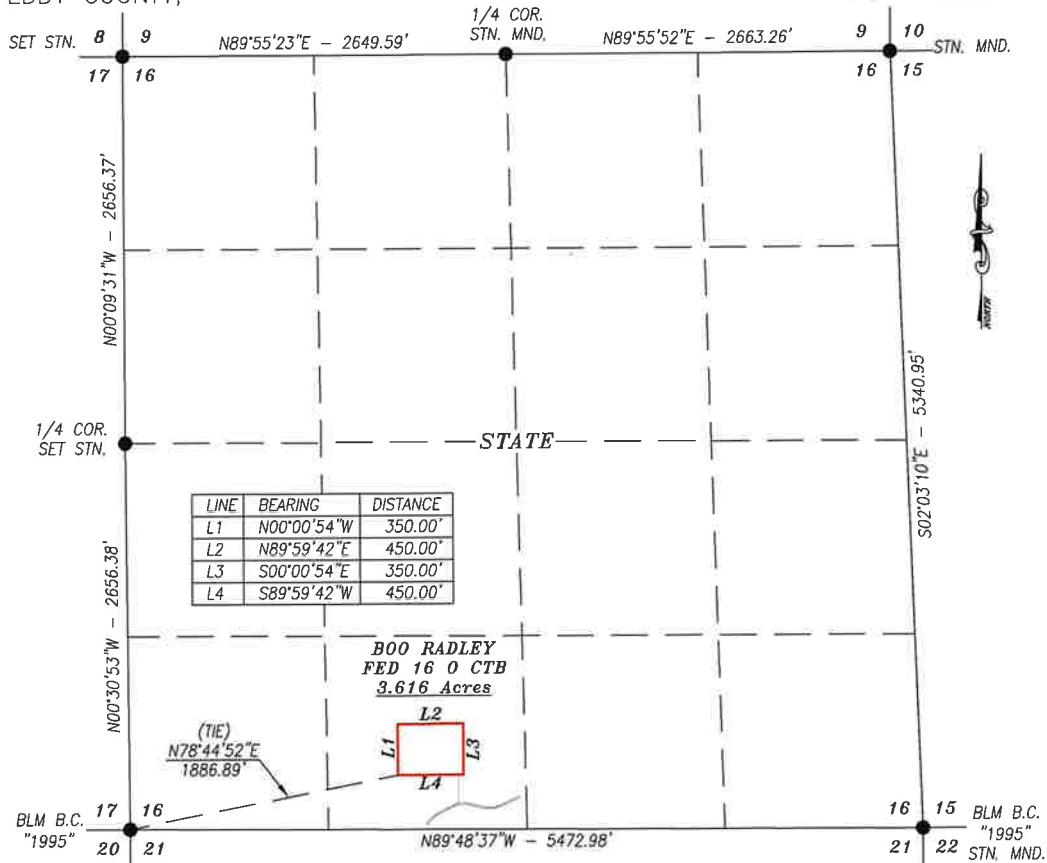 EDDY COUNTY,
1/4 COR.
STN. MND.
SET STN. 8 9
N89°55'23"E - 2649.59'
N89°55'52"E - 2663.26'
9 10
STN. MND.
17 16
16 15
N00°09'31"W - 2656.37'
1/4 COR.
SET STN.
STATE
S02°03'10"E - 5340.95'
LINE BEARING DISTANCE
L1 N00°00'54"W 350.00'
L2 N89°59'42"E 450.00'
L3 S00°00'54"E 350.00'
L4 S89°59'42"W 450.00'
N00°30'53"W - 2656.38'
BOO RADLEY
FED 16 O CTB
3.616 Acres
L2
L1
L3
L4
(TIE)
N78°44'52"E
1886.89'
17 16
16 15
BLM B.C.
"1995"
20 21
N89°48'37"W - 5472.98'
21 22
BLM B.C.
"1995"
STN. MND.